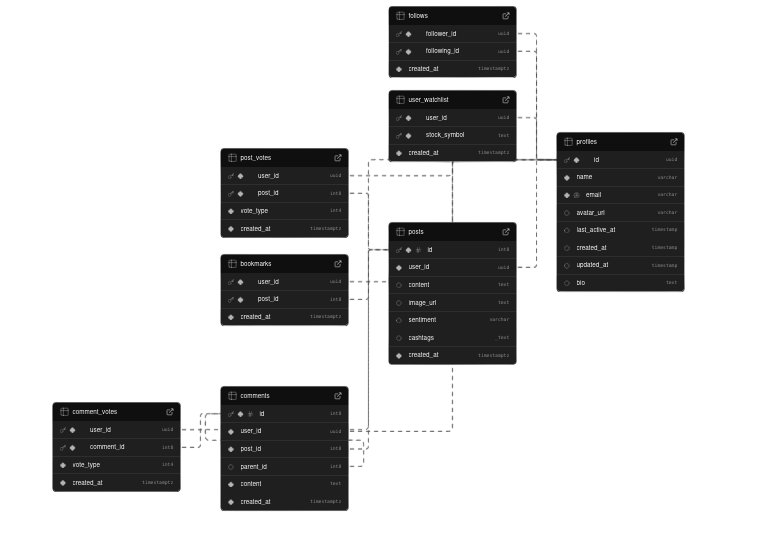 follows
follower_id uuid
following_id uuid
created_at timestamptz
user_watchlist
user_id uuid
stock_symbol text
created_at timestamptz
profiles
id uuid
name varchar
email varchar
avatar_url varchar
last_active_at timestamp
created_at timestamp
updated_at timestamp
bio text
post_votes
user_id uuid
post_id int8
vote_type int4
created_at timestamptz
posts
id int8
user_id uuid
content text
image_url text
sentiment varchar
cashtags _text
created_at timestamptz
bookmarks
user_id uuid
post_id int8
created_at timestamptz
comments
id int8
user_id uuid
post_id int8
parent_id int8
content text
created_at timestamptz
comment_votes
user_id uuid
comment_id int8
vote_type int4
created_at timestamptz